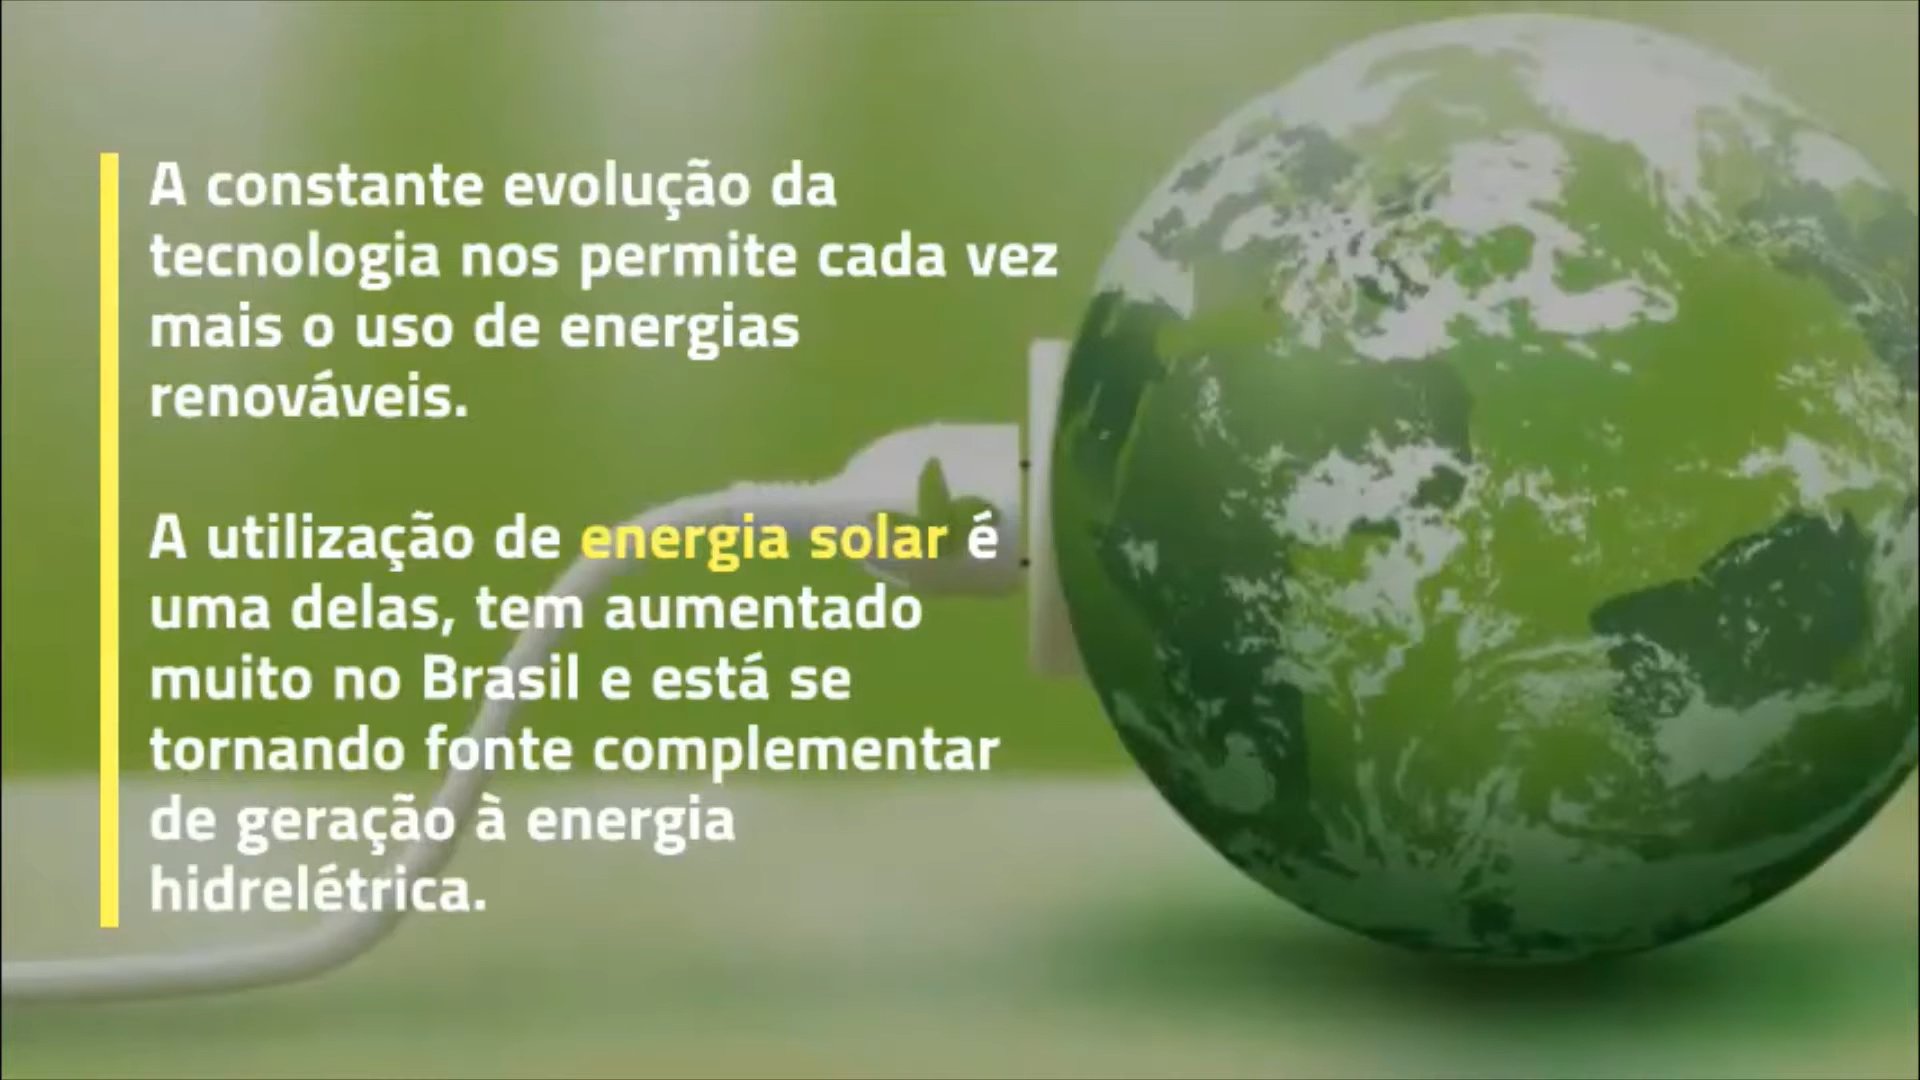 A constante evolução da
tecnologia nos permite cada vez
mais o uso de energias
renováveis.
A utilização de energia solar é
uma delas, tem aumentado
muito no Brasil e está se
tornando fonte complementar
de geração à energia
hidrelétrica.